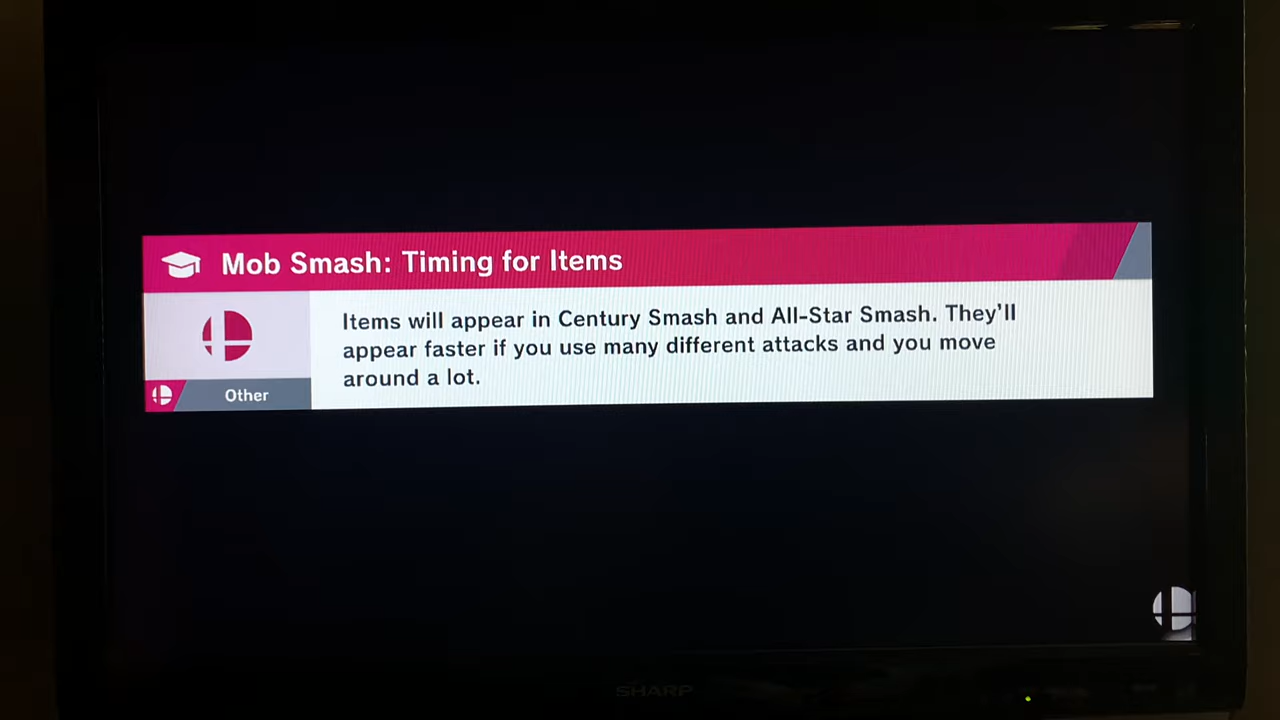 Mob Smash: Timing for Items
Items will appear in Century Smash and All-Star Smash. They'll
appear faster if you use many different attacks and you move
around a lot.
Other
SHARP